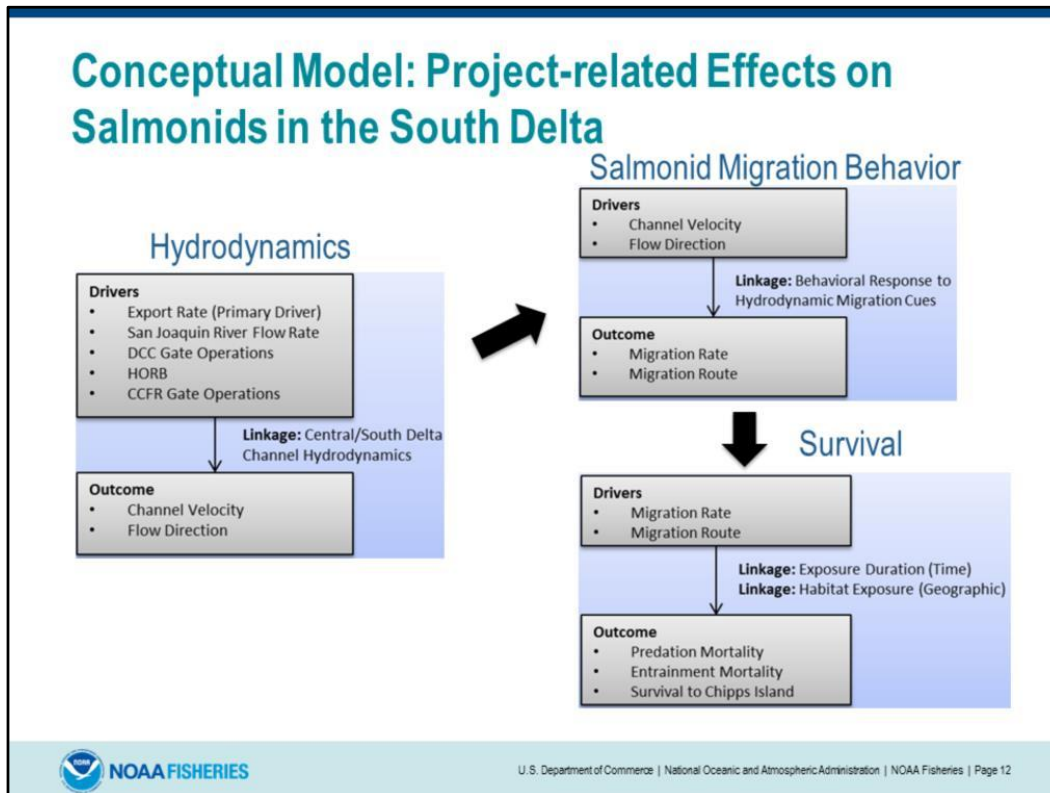 Conceptual Model: Project-related Effects on
Salmonids in the South Delta
Hydrodynamics
Drivers
• Export Rate (Primary Driver)
• San Joaquin River Flow Rate
• DCC Gate Operations
• HORB
• CCFR Gate Operations
Linkage: Central/South Delta
Channel Hydrodynamics
Outcome
• Channel Velocity
• Flow Direction
Salmonid Migration Behavior
Drivers
• Channel Velocity
• Flow Direction
Linkage: Behavioral Response to
Hydrodynamic Migration Cues
Outcome
• Migration Rate
• Migration Route
Survival
Drivers
• Migration Rate
• Migration Route
Linkage: Exposure Duration (Time)
Linkage: Habitat Exposure (Geographic)
Outcome
• Predation Mortality
• Entrainment Mortality
• Survival to Chipps Island
NOAA
NOAA FISHERIES
U.S. Department of Commerce | National Oceanic and Atmospheric Administration | NOAA Fisheries | Page 12